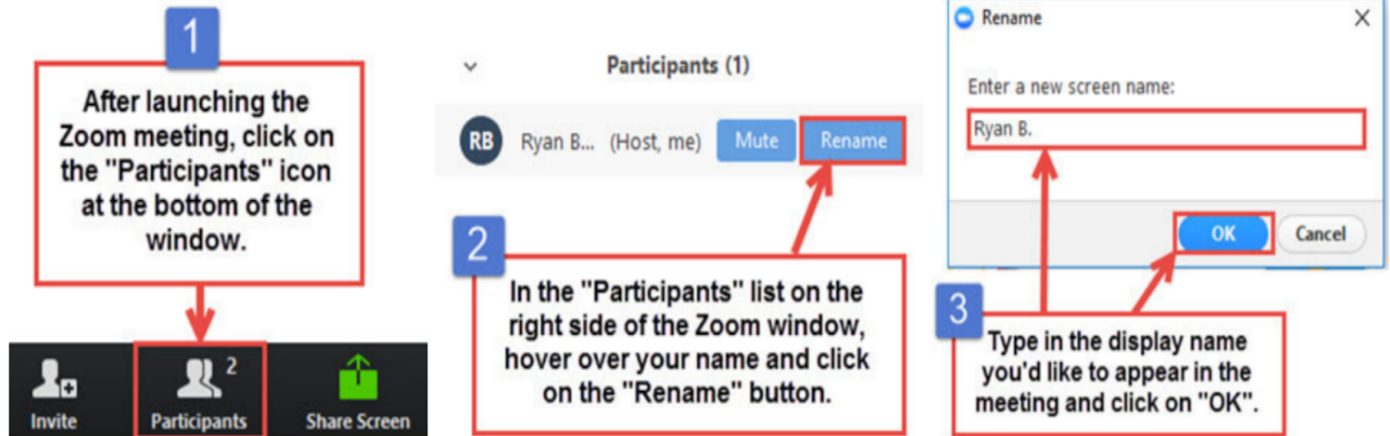 1
After launching the
Zoom meeting, click on
the "Participants" icon
at the bottom of the
window.
Invite
Participants
2
Share Screen
Participants (1)
RB
Ryan B...
(Host, me)
Mute
Rename
2
In the "Participants" list on the
right side of the Zoom window,
hover over your name and click
on the "Rename" button.
Rename
Enter a new screen name:
Ryan B.
OK
Cancel
3
Type in the display name
you'd like to appear in the
meeting and click on "OK".